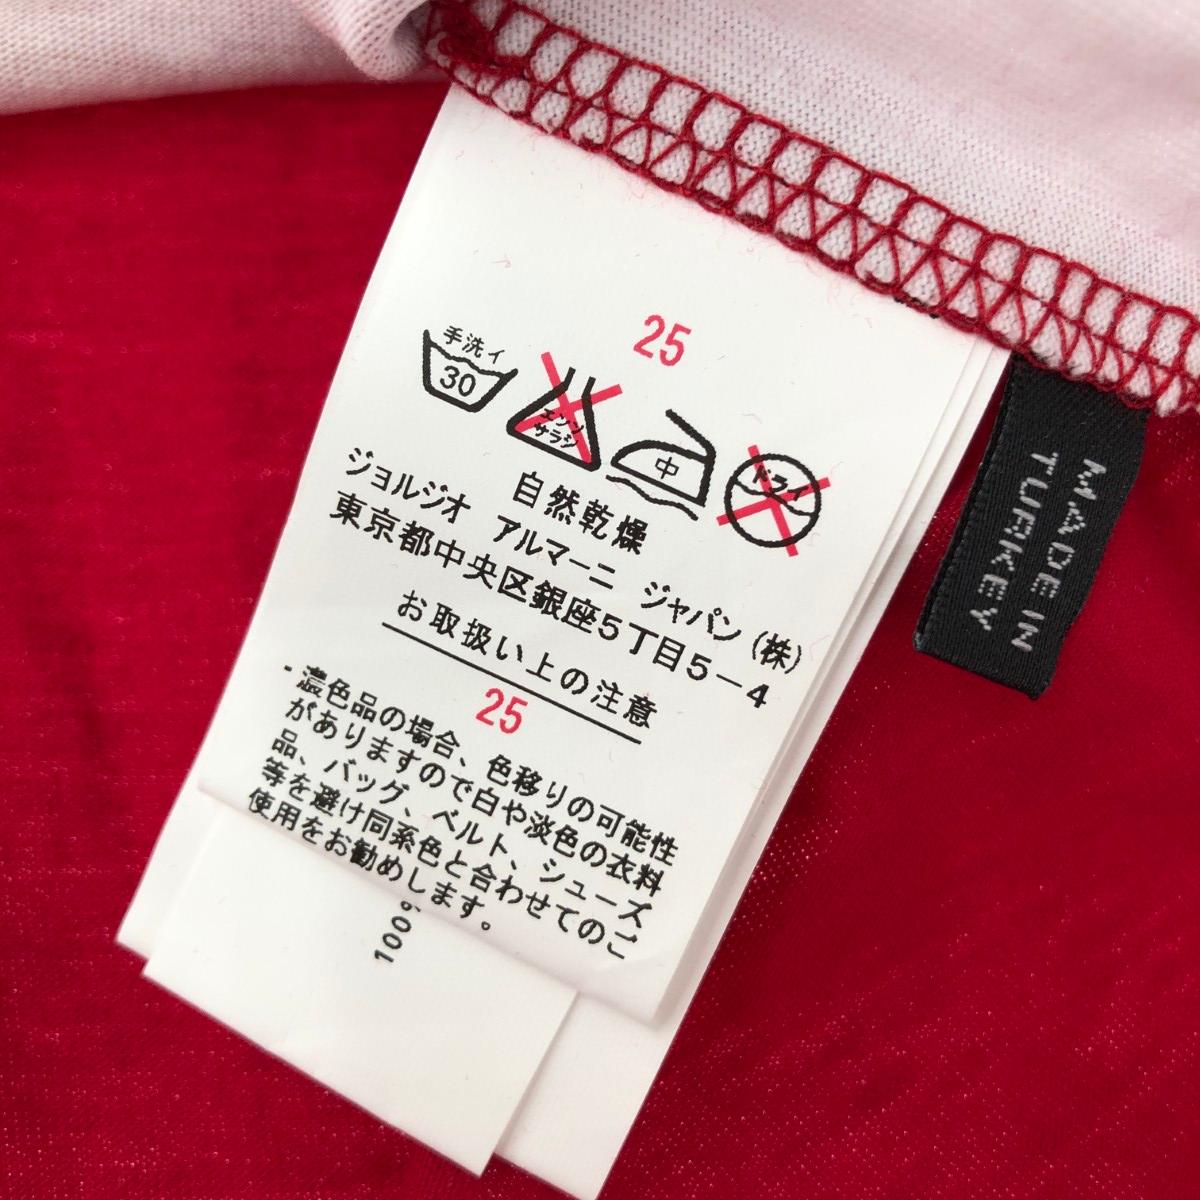 25
手洗イ
30
エンソ
サラシ
中
ドライ
自然乾燥
ジョルジオ アルマーニ ジャパン(株)
東京都中央区銀座5丁目5-4
お取扱い上の注意
25
・濃色品の場合、色移りの可能性
がありますので白や淡色の衣料
品、バッグ、ベルト、シューズ
等を避け同系色と合わせてのご
使用をお勧めします。
100%
MADE IN
TURKEY